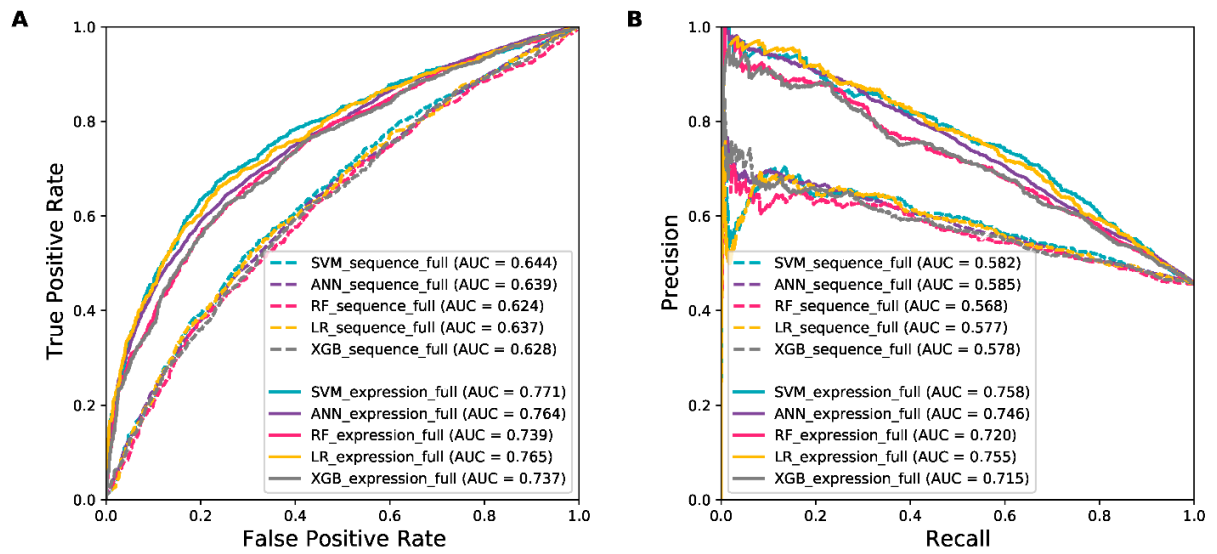 A
True Positive Rate
1.0
0.8
0.6
0.4
0.2
0.0
SVM_sequence_full (AUC = 0.644)
ANN_sequence_full (AUC = 0.639)
RF_sequence_full (AUC = 0.624)
LR_sequence_full (AUC = 0.637)
XGB_sequence_full (AUC = 0.628)
SVM_expression_full (AUC = 0.771)
ANN_expression_full (AUC = 0.764)
RF_expression_full (AUC = 0.739)
LR_expression_full (AUC = 0.765)
XGB_expression_full (AUC = 0.737)
0.0 0.2 0.4 0.6 0.8 1.0
False Positive Rate
B
Precision
1.0
0.8
0.6
0.4
0.2
0.0
SVM_sequence_full (AUC = 0.582)
ANN_sequence_full (AUC = 0.585)
RF_sequence_full (AUC = 0.568)
LR_sequence_full (AUC = 0.577)
XGB_sequence_full (AUC = 0.578)
SVM_expression_full (AUC = 0.758)
ANN_expression_full (AUC = 0.746)
RF_expression_full (AUC = 0.720)
LR_expression_full (AUC = 0.755)
XGB_expression_full (AUC = 0.715)
0.0 0.2 0.4 0.6 0.8 1.0
Recall